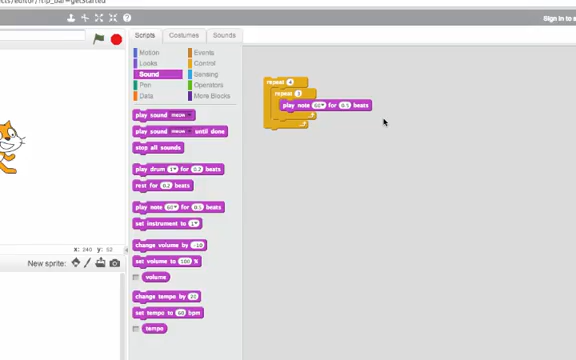 Sign in to
Scripts Costumes Sounds
Motion Events
Looks Control
Sound Sensing
Pen Operators
Data More Blocks
play sound meow
play sound meow until done
stop all sounds
play drum 1 for 0.2 beats
rest for 0.2 beats
play note 60 for 0.5 beats
set instrument to 1
change volume by -10
set volume to 100 %
volume
change tempo by 20
set tempo to 60 bpm
tempo
repeat 4
repeat 3
play note 60 for 0.5 beats
x: 240 y: 52
New sprite: